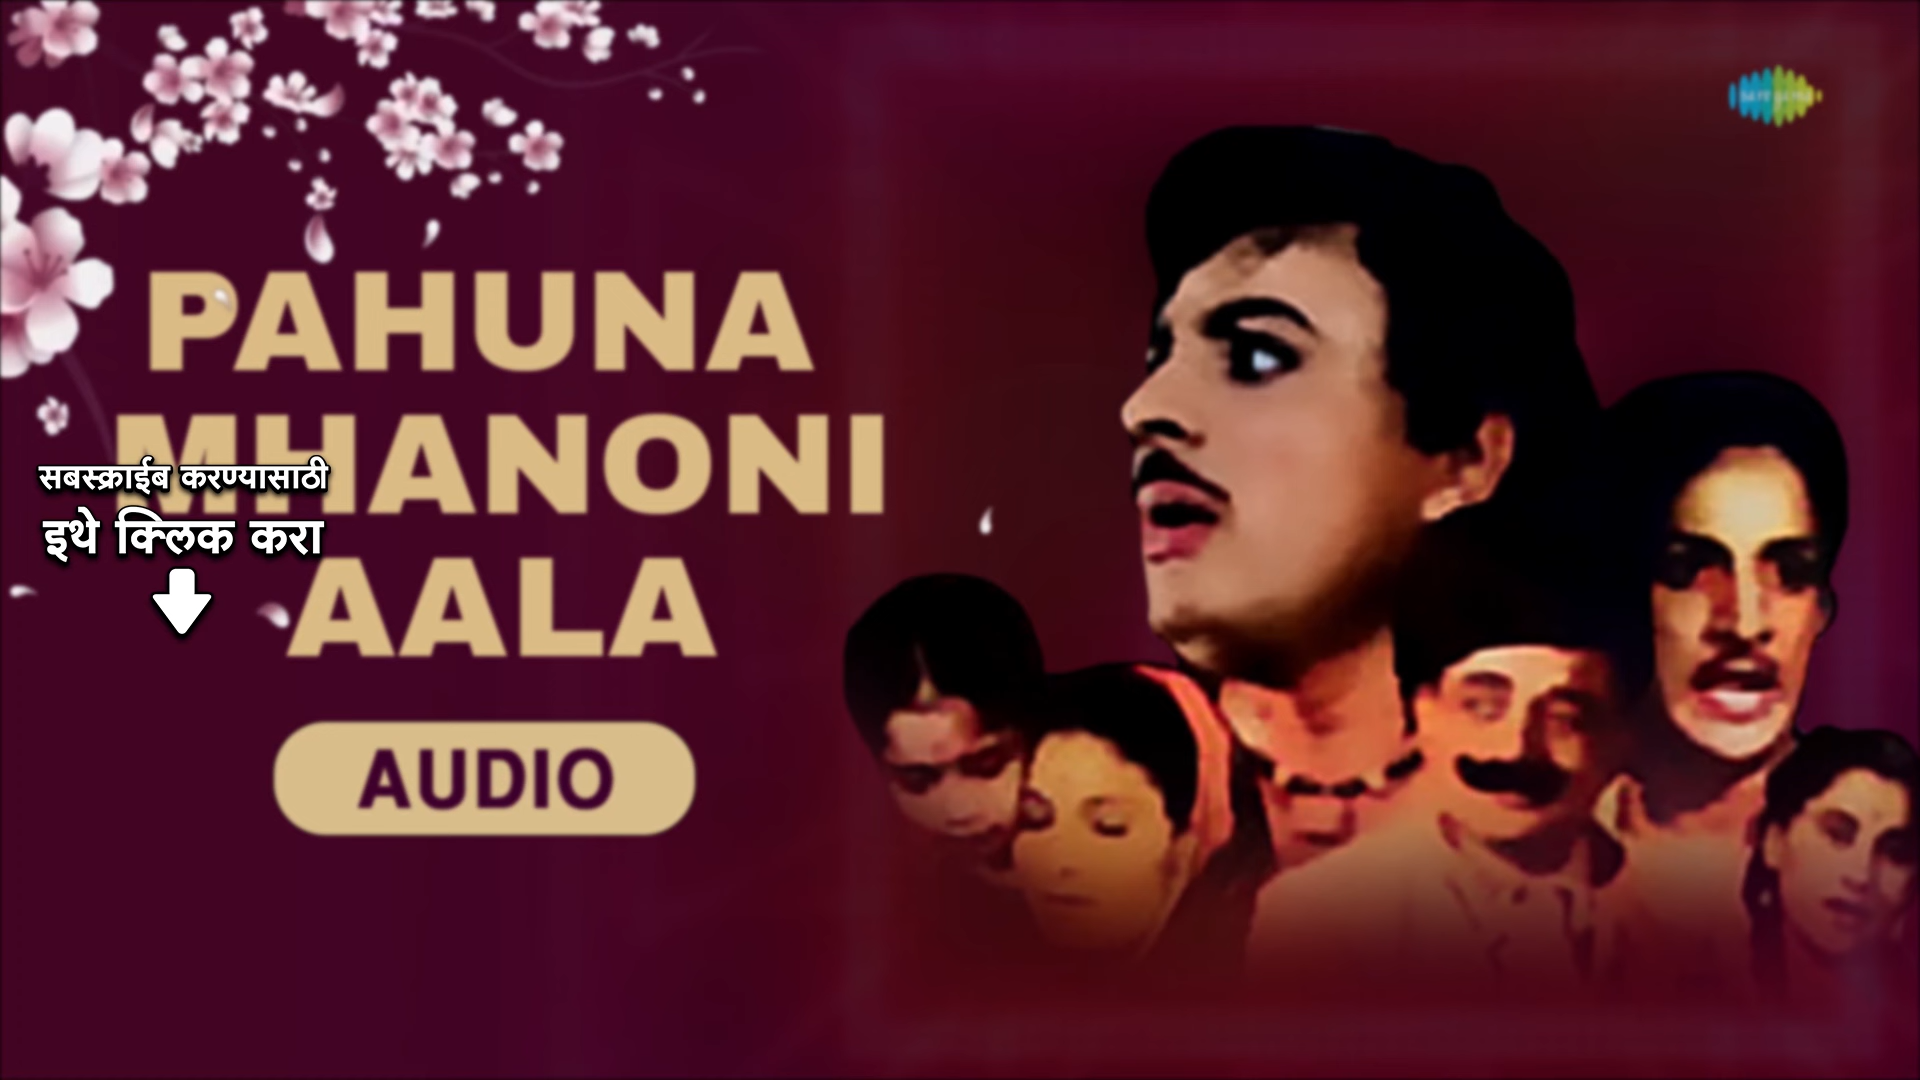 PAHUNA
MHANONI
सबस्क्राईब करण्यासाठी
इथे क्लिक करा
AALA
AUDIO